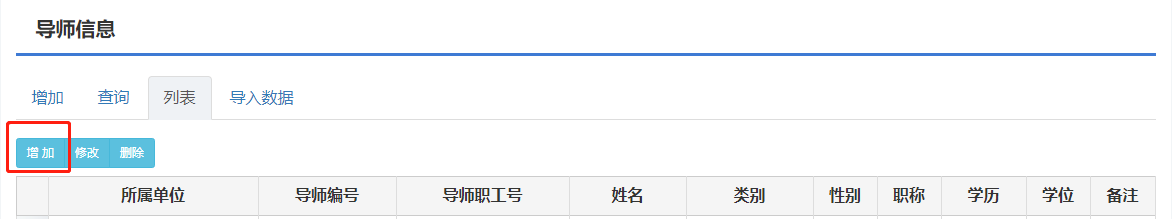 导师信息
增加 查询 列表 导入数据
增 加 修改 删除
所属单位 导师编号 导师职工号 姓名 类别 性别 职称 学历 学位 备注